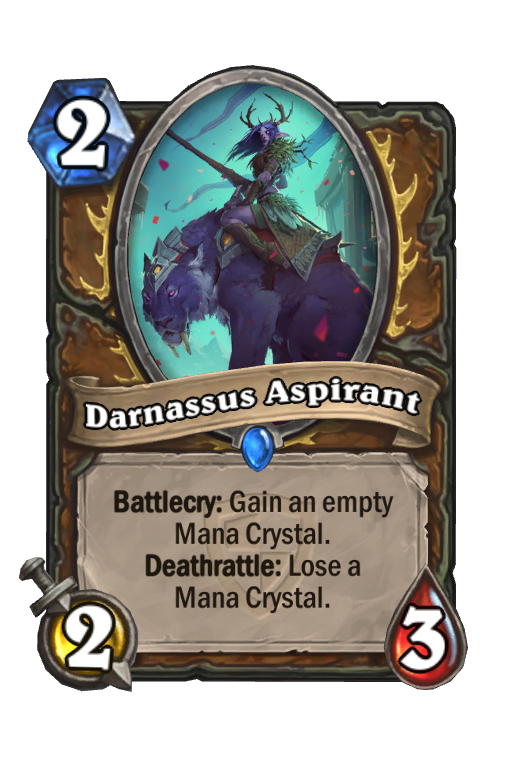 2
Darnassus Aspirant
Battlecry: Gain an empty
Mana Crystal.
Deathrattle: Lose a
Mana Crystal.
2
3